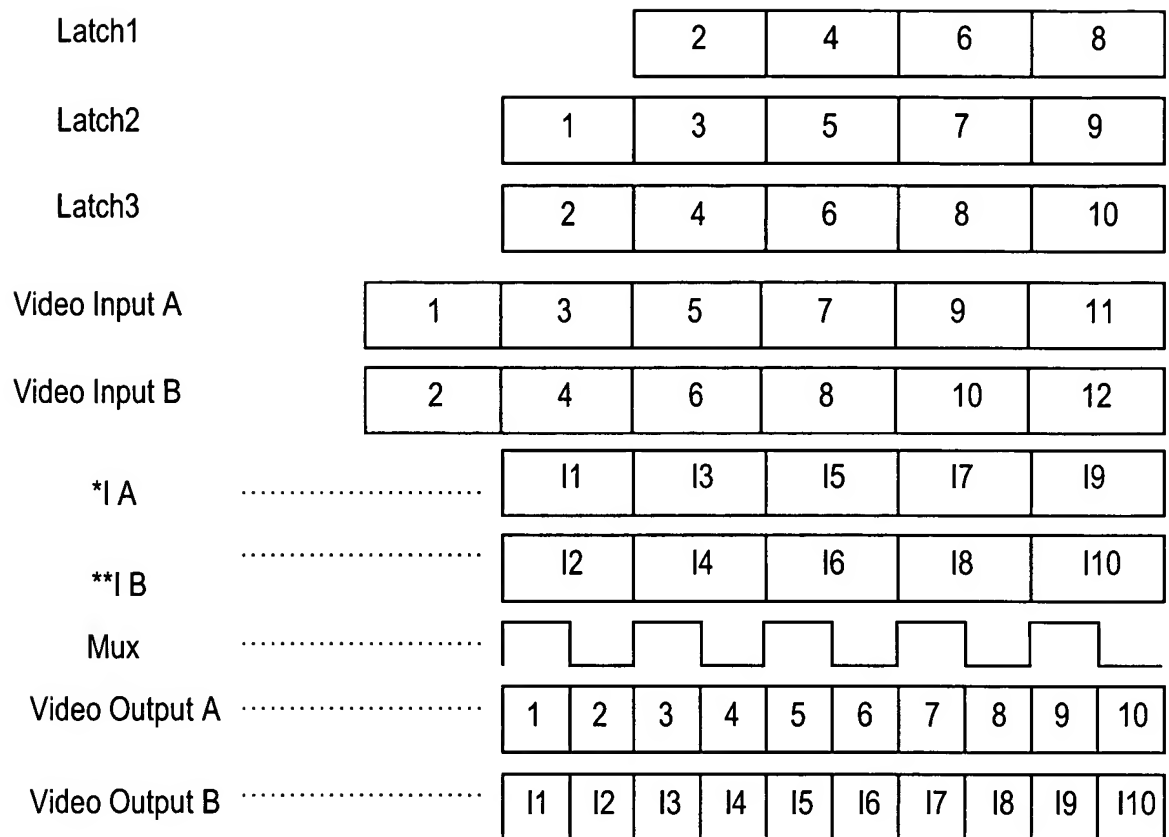 Latch1 2 4 6 8
Latch2 1 3 5 7 9
Latch3 2 4 6 8 10
Video Input A 1 3 5 7 9 11
Video Input B 2 4 6 8 10 12
*I A ........................ I1 I3 I5 I7 I9
**I B ........................ I2 I4 I6 I8 I10
Mux ........................
Video Output A ........................ 1 2 3 4 5 6 7 8 9 10
Video Output B ........................ I1 I2 I3 I4 I5 I6 I7 I8 I9 I10